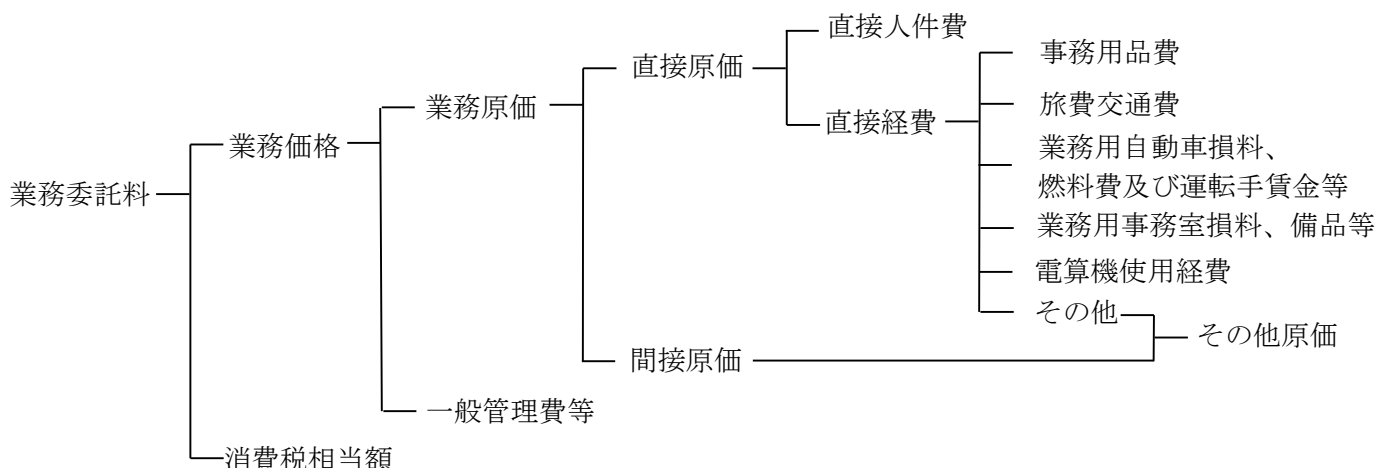 業務委託料
業務価格
消費税相当額
業務原価
一般管理費等
直接原価
間接原価
直接人件費
直接経費
事務用品費
旅費交通費
業務用自動車損料、
燃料費及び運転手賃金等
業務用事務室損料、備品等
電算機使用経費
その他
その他原価